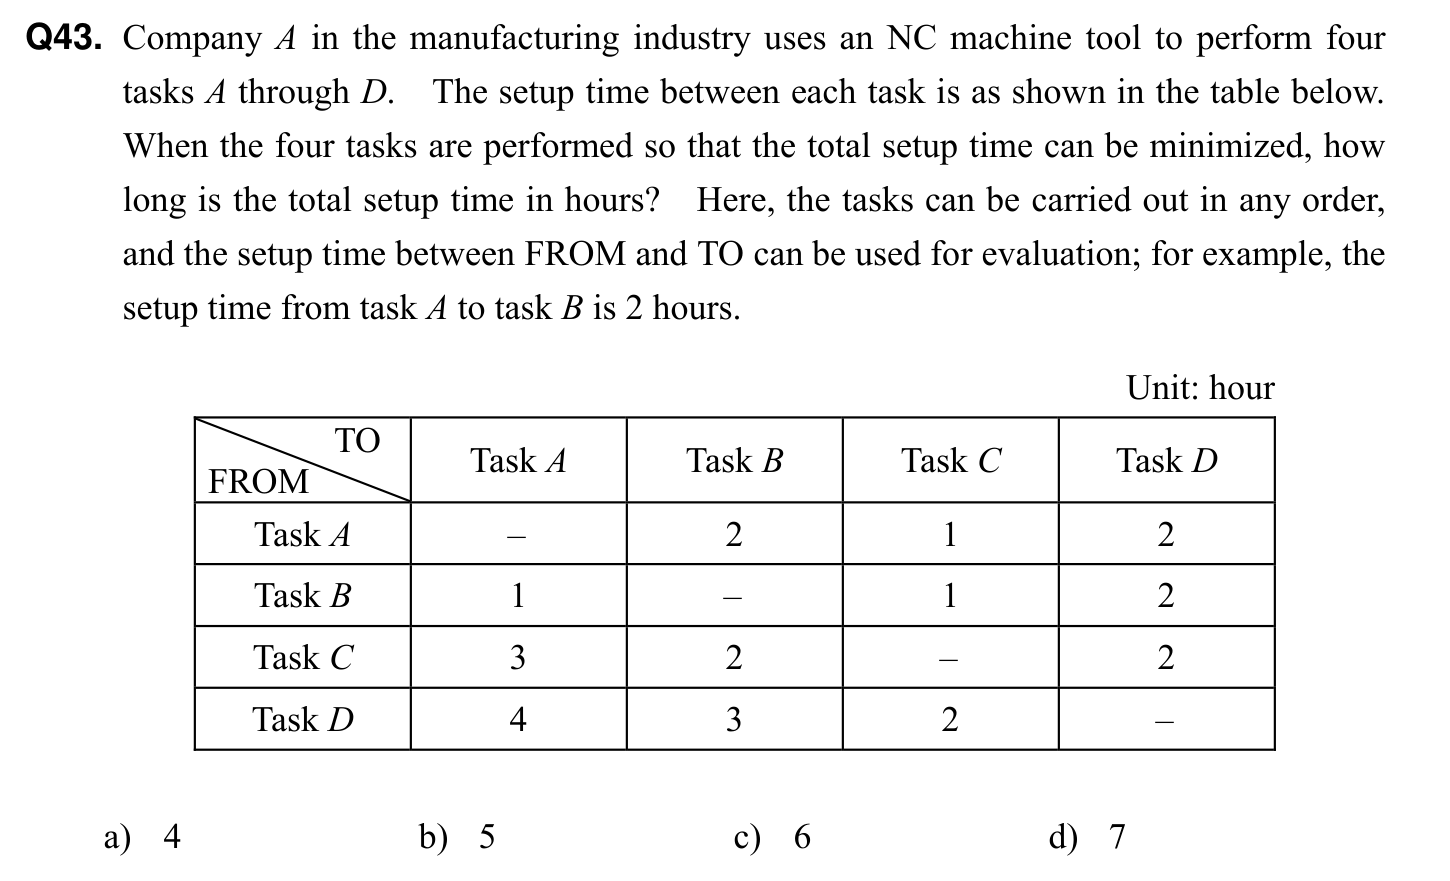 Q43. Company A in the manufacturing industry uses an NC machine tool to perform four
tasks A through D. The setup time between each task is as shown in the table below.
When the four tasks are performed so that the total setup time can be minimized, how
long is the total setup time in hours? Here, the tasks can be carried out in any order,
and the setup time between FROM and TO can be used for evaluation; for example, the
setup time from task A to task B is 2 hours.
Unit: hour
TO
FROM
Task A Task B Task C Task D
Task A – 2 1 2
Task B 1 – 1 2
Task C 3 2 – 2
Task D 4 3 2 –
a) 4 b) 5 c) 6 d) 7